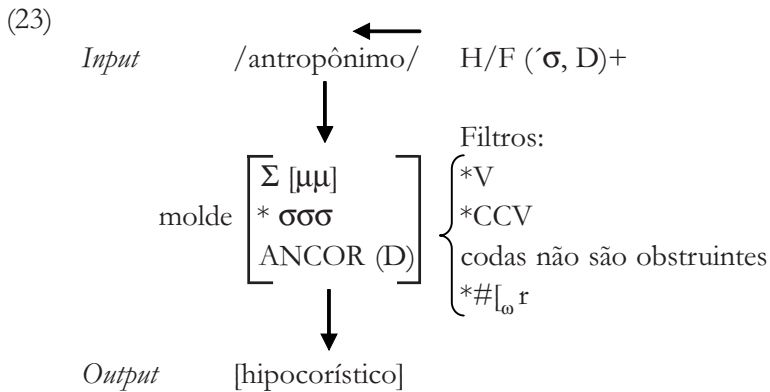 (23)
Input /antropônimo/ H/F (´σ, D)+
Filtros:
Σ [μμ] *V
molde * σσσ *CCV
ANCOR (D) codas não são obstruintes
*#[ω r
Output [hipocorístico]